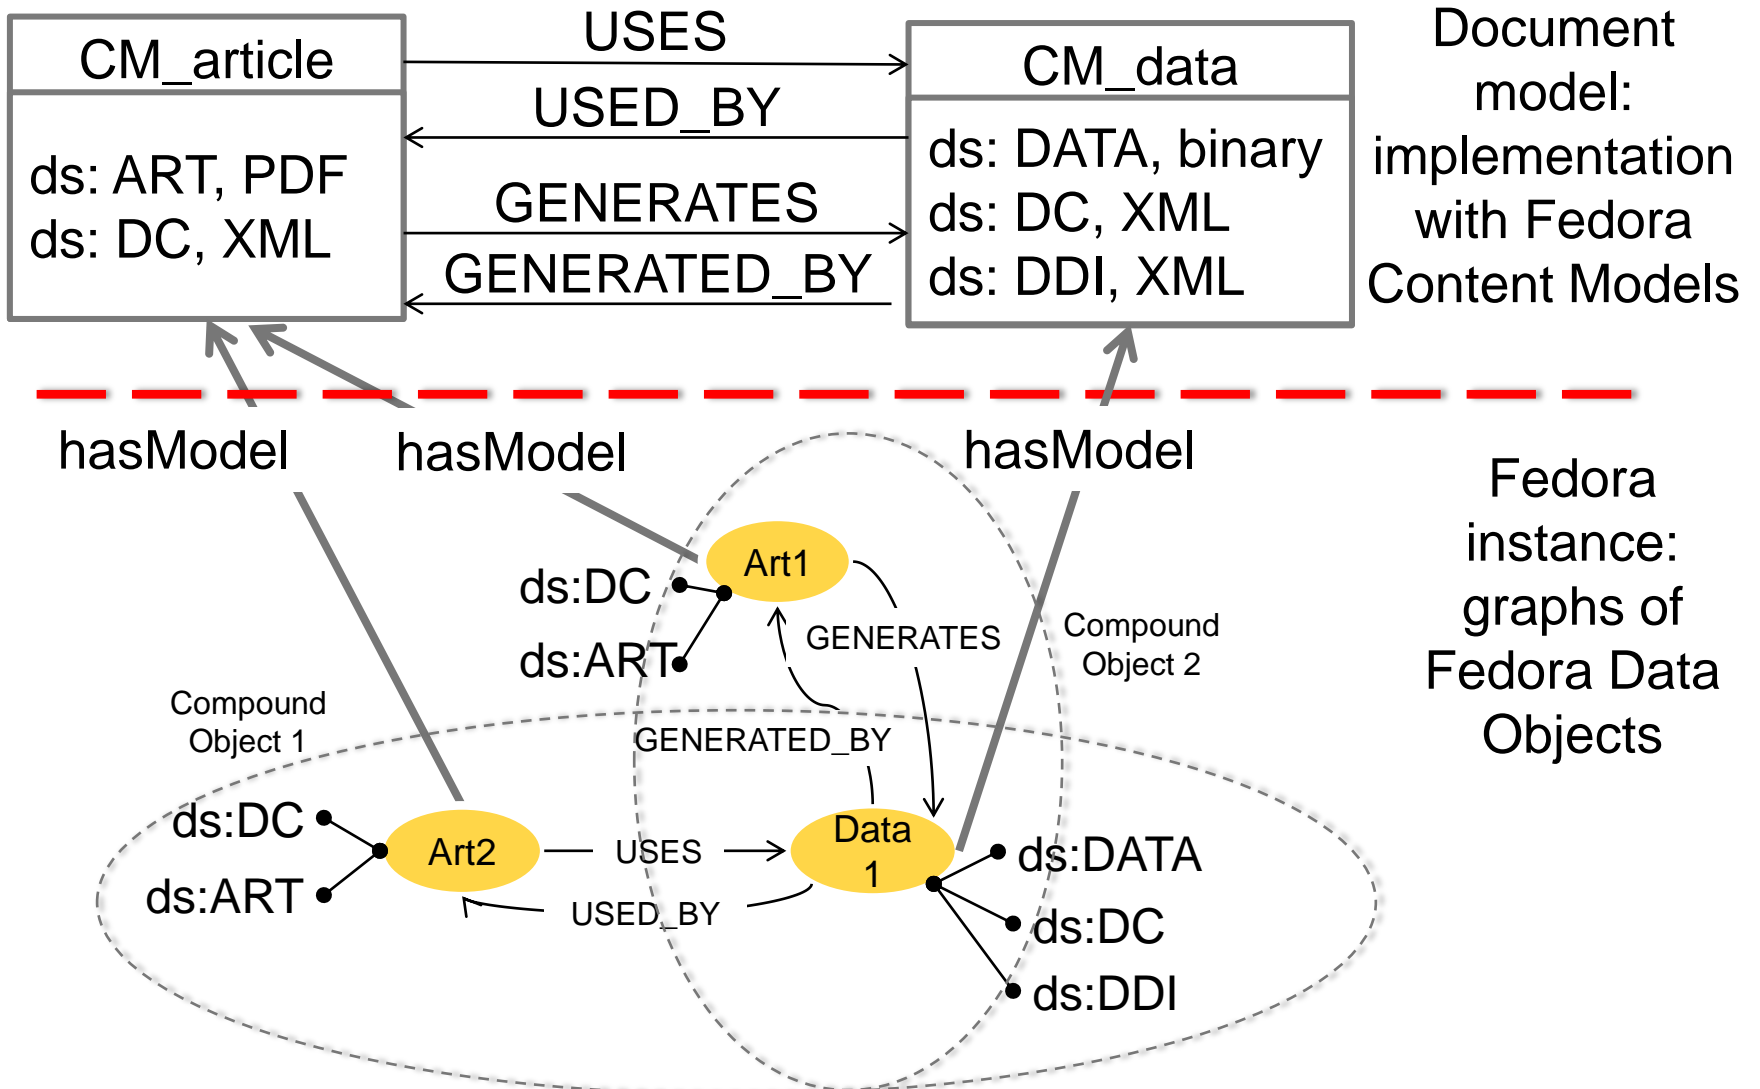 CM_article
ds: ART, PDF
ds: DC, XML
USES
USED_BY
GENERATES
GENERATED_BY
CM_data
ds: DATA, binary
ds: DC, XML
ds: DDI, XML
Document
model:
implementation
with Fedora
Content Models
hasModel
hasModel
hasModel
Fedora
instance:
graphs of
Fedora Data
Objects
Art1
ds:DC
ds:ART
GENERATES
Compound
Object 2
Compound
Object 1
GENERATED_BY
ds:DC
ds:ART
Art2
USES
USED_BY
Data
1
ds:DATA
ds:DC
ds:DDI